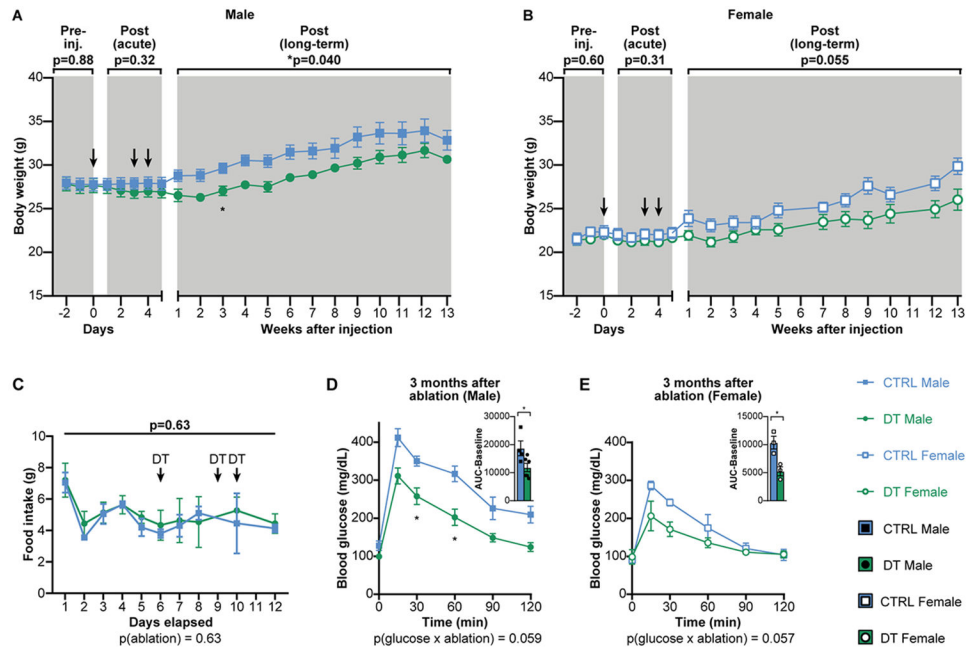 A
Male
Pre-
inj.
p=0.88
Post
(acute)
p=0.32
Post
(long-term)
*p=0.040
Body weight (g)
40
35
30
25
20
15
*
-2 0 2 4
1 2 3 4 5 6 7 8 9 10 11 12 13
Days
Weeks after injection
B
Female
Pre-
inj.
p=0.60
Post
(acute)
p=0.31
Post
(long-term)
p=0.055
Body weight (g)
40
35
30
25
20
15
-2 0 2 4
1 2 3 4 5 6 7 8 9 10 11 12 13
Days
Weeks after injection
C
p=0.63
DT DT DT
Food intake (g)
10
8
6
4
2
0
1 2 3 4 5 6 7 8 9 10 11 12
Days elapsed
p(ablation) = 0.63
D
3 months after
ablation (Male)
Blood glucose (mg/dL)
500
400
300
200
100
0
*
*
AUC-Baseline
30000
20000
10000
0
*
0 30 60 90 120
Time (min)
p(glucose x ablation) = 0.059
E
3 months after
ablation (Female)
Blood glucose (mg/dL)
500
400
300
200
100
0
AUC-Baseline
15000
10000
5000
0
*
0 30 60 90 120
Time (min)
p(glucose x ablation) = 0.057
CTRL Male
DT Male
CTRL Female
DT Female
CTRL Male
DT Male
CTRL Female
DT Female